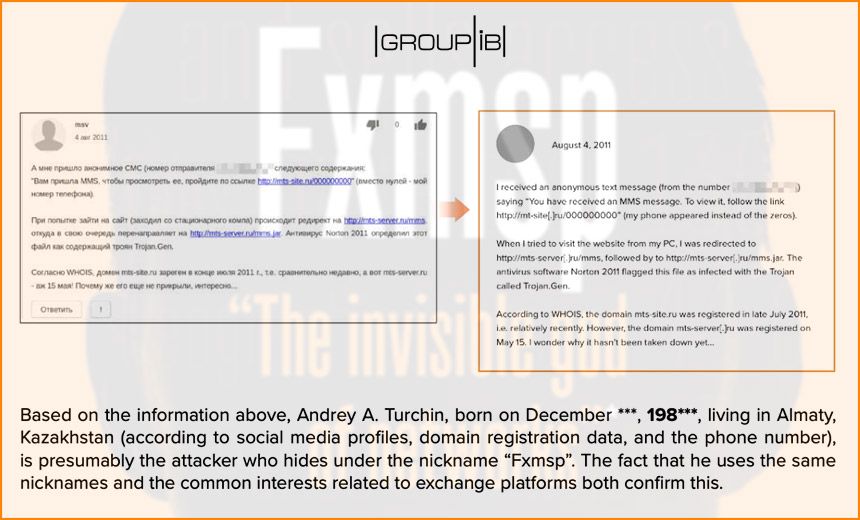 |GROUP|iB|
and sell access
Fxmsp
"The invisible god
of networks"
msv
4 авг 2011
0
А мне пришло анонимное СМС (номер отправителя следующего содержания:
"Вам пришла MMS, чтобы просмотреть ее, пройдите по ссылке http://mts-site.ru/000000000" (вместо нулей - мой
номер телефона).
При попытке зайти на сайт (заходил со стационарного компа) происходит редирект на http://mts-server.ru/mms,
откуда в свою очередь перенаправляет на http://mts-server.ru/mms.jar. Антивирус Norton 2011 определил этот
файл как содержащий троян Trojan.Gen.
Согласно WHOIS, домен mts-site.ru зареген в конце июля 2011 г., т.е. сравнительно недавно, а вот mts-server.ru
- аж 15 мая! Почему же его еще не прикрыли, интересно...
Ответить
!
August 4, 2011
I received an anonymous text message (from the number )
saying "You have received an MMS message. To view it, follow the link
http://mt-site[.]ru/000000000" (my phone appeared instead of the zeros).
When I tried to visit the website from my PC, I was redirected to
http://mts-server[.]ru/mms, followed by to http://mts-server[.]ru/mms.jar. The
antivirus software Norton 2011 flagged this file as infected with the Trojan
called Trojan.Gen.
According to WHOIS, the domain mts-site.ru was registered in late July 2011,
i.e. relatively recently. However, the domain mts-server[.]ru was registered on
May 15. I wonder why it hasn't been taken down yet...
Based on the information above, Andrey A. Turchin, born on December ***, 198***, living in Almaty,
Kazakhstan (according to social media profiles, domain registration data, and the phone number),
is presumably the attacker who hides under the nickname “Fxmsp”. The fact that he uses the same
nicknames and the common interests related to exchange platforms both confirm this.